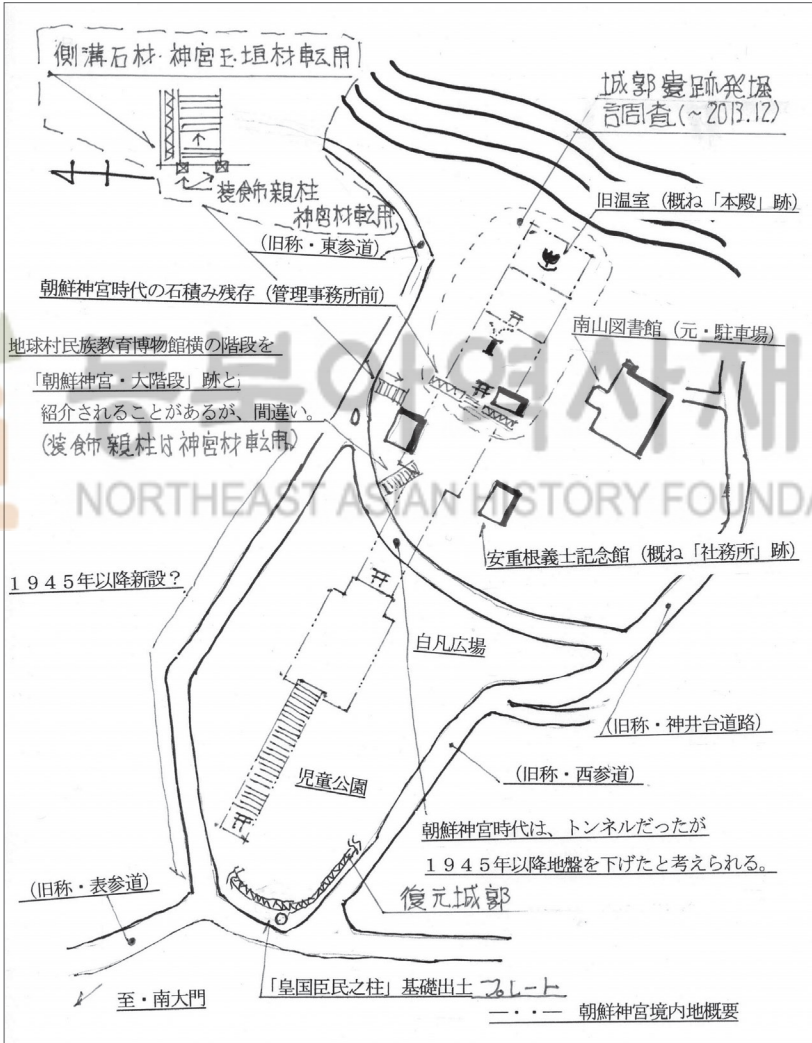 側溝石材・神宮玉垣材転用
城郭遺跡発掘
調査(~2013.12)
装飾親柱
神宮材転用
旧温室（概ね「本殿」跡）
（旧称・東参道）
朝鮮神宮時代の石積み残存（管理事務所前）
南山図書館（元・駐車場）
地球村民族教育博物館横の階段を
「朝鮮神宮・大階段」跡と
紹介されることがあるが、間違い。
(装飾親柱は神宮材転用)
동북아역사재
NORTHEAST ASIAN HISTORY FOUNDA
安重根義士記念館（概ね「社務所」跡）
１９４５年以降新設？
白凡広場
（旧称・神井台道路）
（旧称・西参道）
児童公園
朝鮮神宮時代は、トンネルだったが
１９４５年以降地盤を下げたと考えられる。
（旧称・表参道）
復元城郭
「皇国臣民之柱」基礎出土 プレート
至・南大門
朝鮮神宮境内地概要